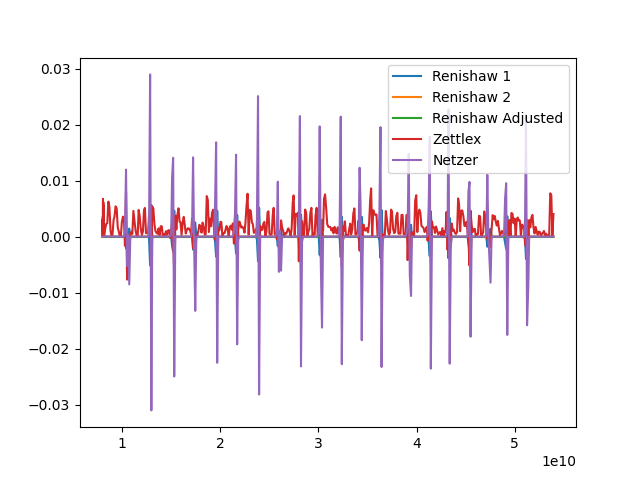 0.03
0.02
0.01
0.00
−0.01
−0.02
−0.03
1
2
3
4
5
1e10
Renishaw 1
Renishaw 2
Renishaw Adjusted
Zettlex
Netzer